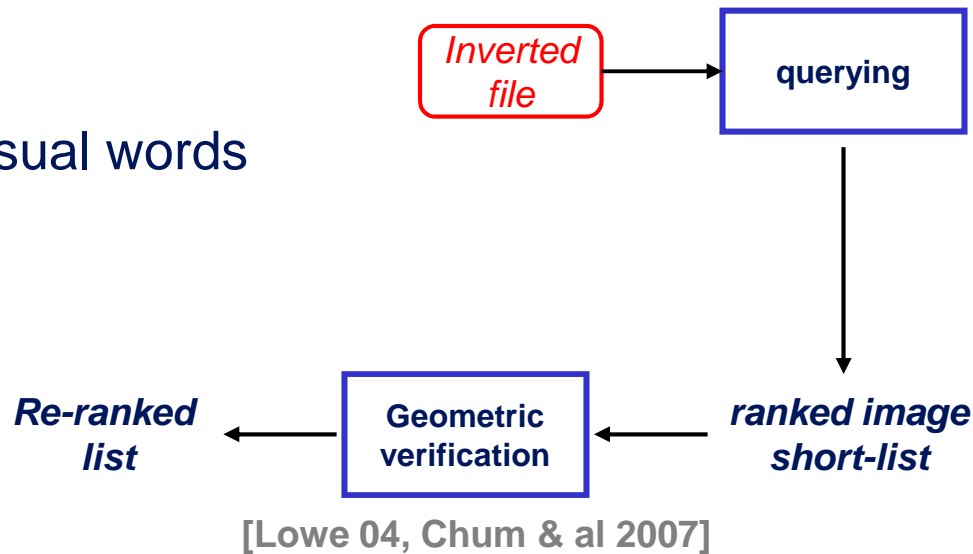 Inverted
file
querying
sual words
Re-ranked
list
Geometric
verification
ranked image
short-list
[Lowe 04, Chum & al 2007]